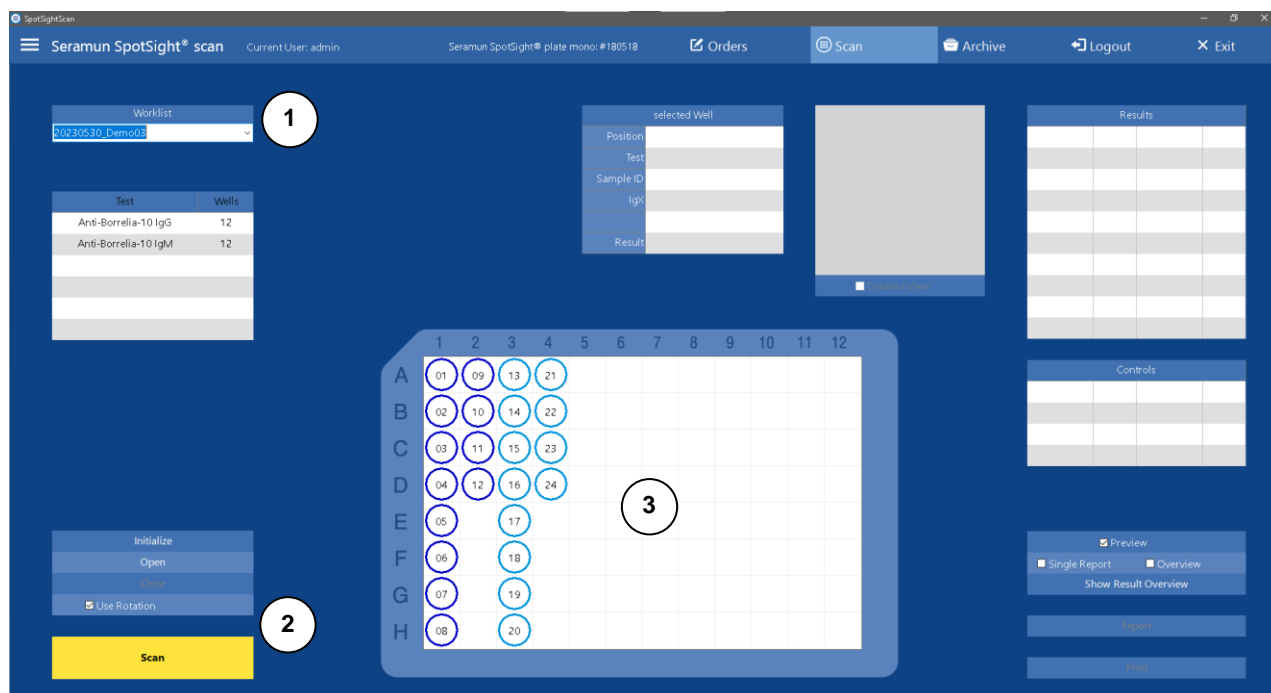 SpotSightScan
Seramun SpotSight® scan Current User: admin Seramun SpotSight® plate mono: #180518 Orders Scan Archive Logout Exit
Worklist
20230530_Demo03
1
Test Wells
Anti-Borrelia-10 IgG 12
Anti-Borrelia-10 IgM 12
selected Well
Position
Test
Sample ID
IgX
Result
Detailed View
Results
Controls
1 2 3 4 5 6 7 8 9 10 11 12
A 01 09 13 21
B 02 10 14 22
C 03 11 15 23
D 04 12 16 24
E 05 17
F 06 18
G 07 19
H 08 20
3
Initialize
Open
Close
Use Rotation
2
Scan
Preview
Single Report Overview
Show Result Overview
Export
Print